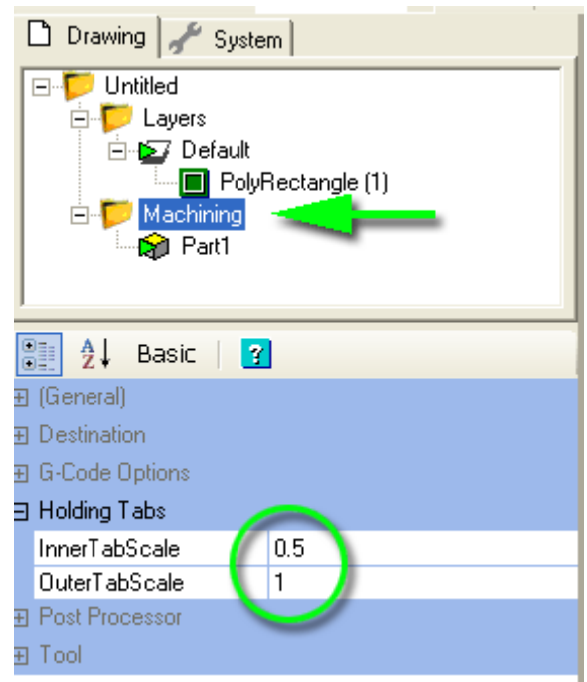 Drawing System
Untitled
Layers
Default
PolyRectangle (1)
Machining
Part1
A Z Basic ?
(General)
Destination
G-Code Options
Holding Tabs
InnerTabScale 0.5
OuterTabScale 1
Post Processor
Tool